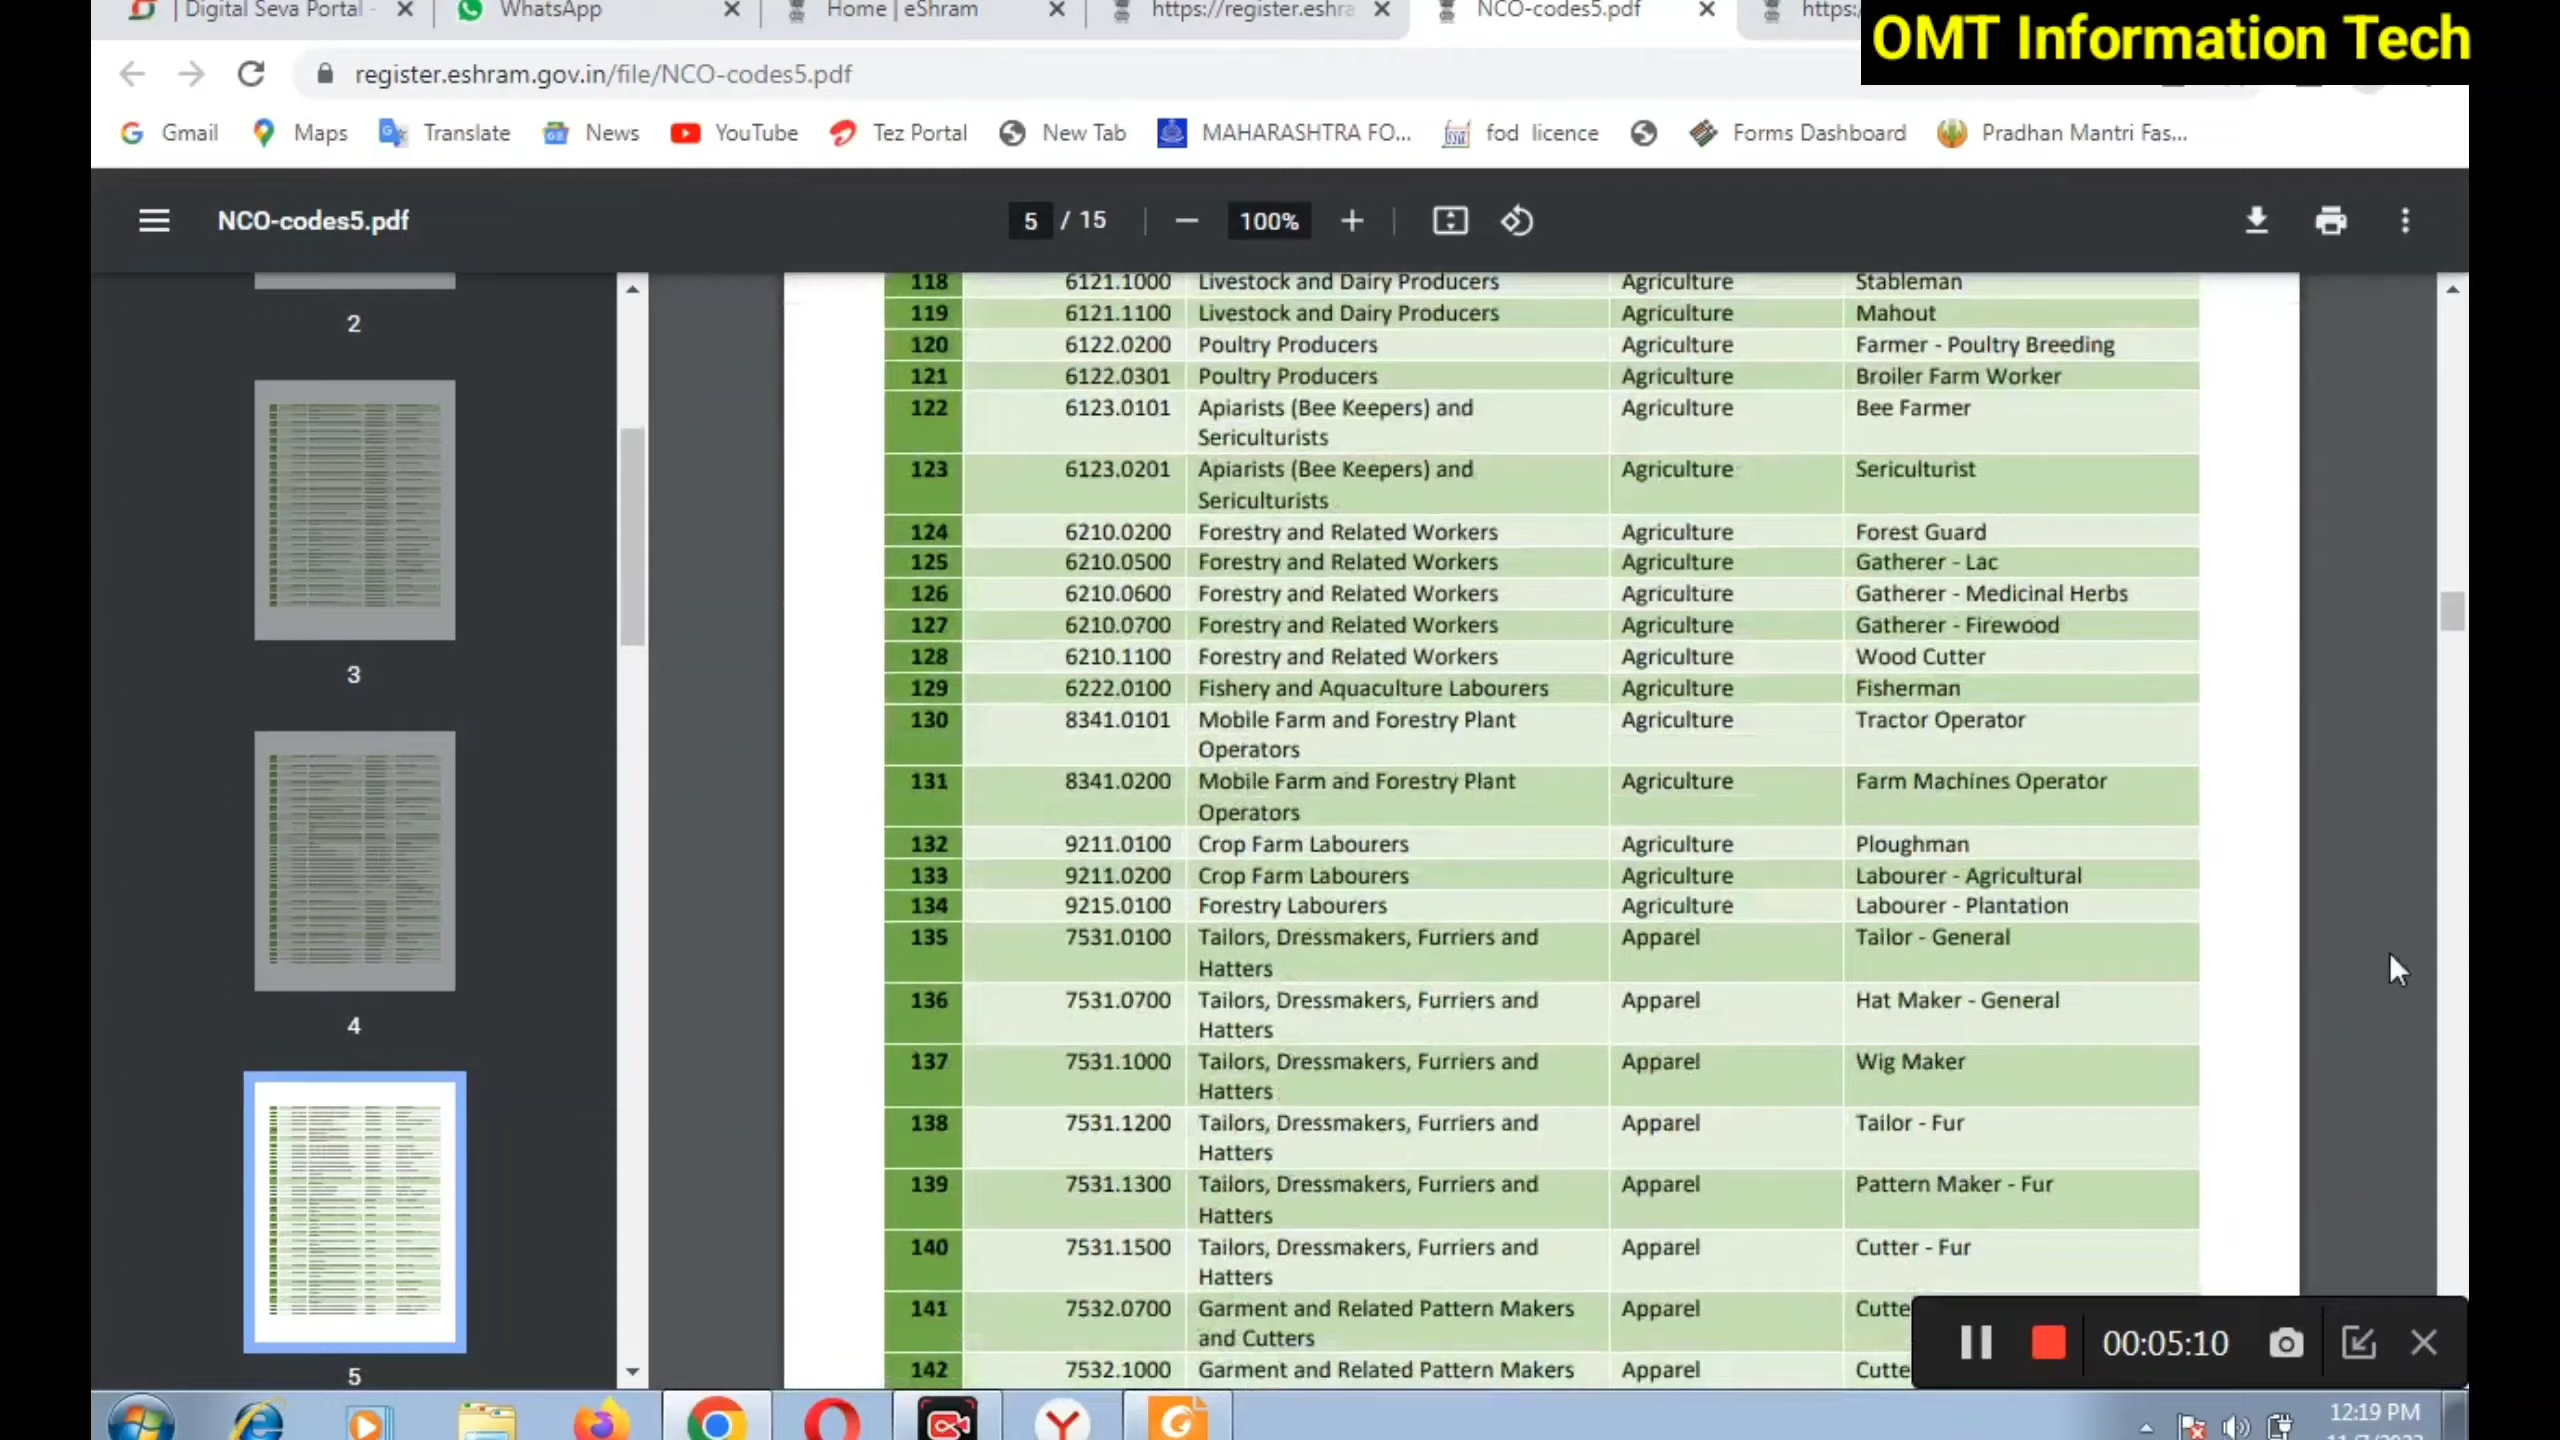 | Digital Seva Portal -
WhatsApp
Home | eShram
https://register.eshra
NCO-codes5.pdf
https:/
OMT Information Tech
register.eshram.gov.in/file/NCO-codes5.pdf
Gmail Maps Translate News YouTube Tez Portal New Tab MAHARASHTRA FO... fod licence Forms Dashboard Pradhan Mantri Fas...
NCO-codes5.pdf 5 / 15 100%
2
3
4
5
118 6121.1000 Livestock and Dairy Producers Agriculture Stableman
119 6121.1100 Livestock and Dairy Producers Agriculture Mahout
120 6122.0200 Poultry Producers Agriculture Farmer - Poultry Breeding
121 6122.0301 Poultry Producers Agriculture Broiler Farm Worker
122 6123.0101 Apiarists (Bee Keepers) and Agriculture Bee Farmer
Sericulturists
123 6123.0201 Apiarists (Bee Keepers) and Agriculture Sericulturist
Sericulturists
124 6210.0200 Forestry and Related Workers Agriculture Forest Guard
125 6210.0500 Forestry and Related Workers Agriculture Gatherer - Lac
126 6210.0600 Forestry and Related Workers Agriculture Gatherer - Medicinal Herbs
127 6210.0700 Forestry and Related Workers Agriculture Gatherer - Firewood
128 6210.1100 Forestry and Related Workers Agriculture Wood Cutter
129 6222.0100 Fishery and Aquaculture Labourers Agriculture Fisherman
130 8341.0101 Mobile Farm and Forestry Plant Agriculture Tractor Operator
Operators
131 8341.0200 Mobile Farm and Forestry Plant Agriculture Farm Machines Operator
Operators
132 9211.0100 Crop Farm Labourers Agriculture Ploughman
133 9211.0200 Crop Farm Labourers Agriculture Labourer - Agricultural
134 9215.0100 Forestry Labourers Agriculture Labourer - Plantation
135 7531.0100 Tailors, Dressmakers, Furriers and Apparel Tailor - General
Hatters
136 7531.0700 Tailors, Dressmakers, Furriers and Apparel Hat Maker - General
Hatters
137 7531.1000 Tailors, Dressmakers, Furriers and Apparel Wig Maker
Hatters
138 7531.1200 Tailors, Dressmakers, Furriers and Apparel Tailor - Fur
Hatters
139 7531.1300 Tailors, Dressmakers, Furriers and Apparel Pattern Maker - Fur
Hatters
140 7531.1500 Tailors, Dressmakers, Furriers and Apparel Cutter - Fur
Hatters
141 7532.0700 Garment and Related Pattern Makers Apparel Cutte
and Cutters
142 7532.1000 Garment and Related Pattern Makers Apparel Cutte
00:05:10
12:19 PM